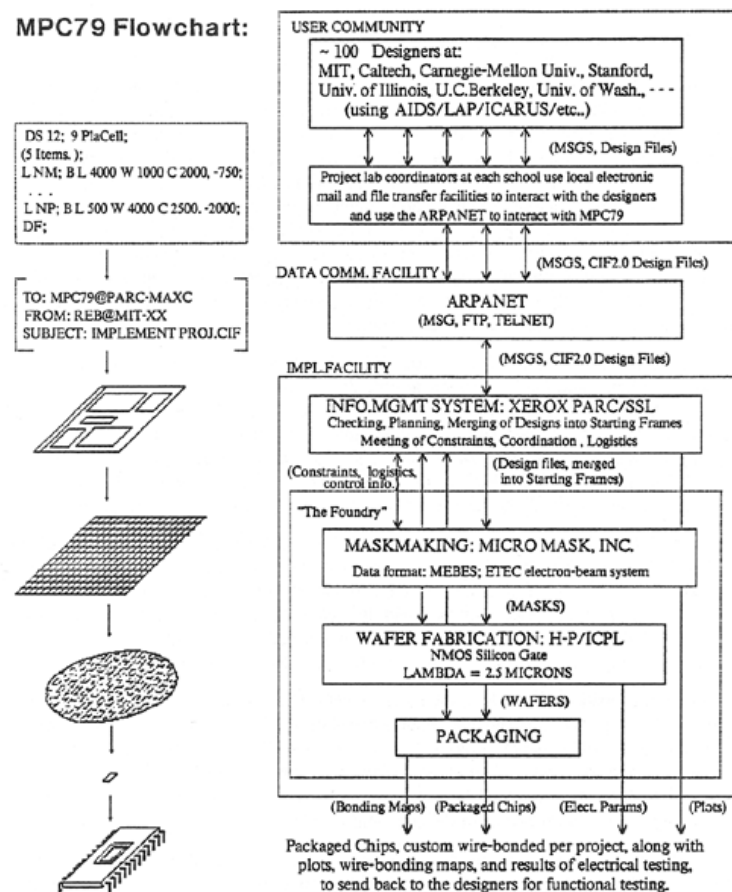 MPC79 Flowchart:
DS 12; 9 PlaCell;
(5 Items. );
L NM; B L 4000 W 1000 C 2000, -750;
. . .
L NP; B L 500 W 4000 C 2500. -2000;
DF;
TO: MPC79@PARC-MAXC
FROM: REB@MIT-XX
SUBJECT: IMPLEMENT PROJ.CIF
USER COMMUNITY
~ 100 Designers at:
MIT, Caltech, Carnegie-Mellon Univ., Stanford,
Univ. of Illinois, U.C.Berkeley, Univ. of Wash., - - -
(using AIDS/LAP/ICARUS/etc..)
(MSGS, Design Files)
Project lab coordinators at each school use local electronic
mail and file transfer facilities to interact with the designers
and use the ARPANET to interact with MPC79
(MSGS, CIF2.0 Design Files)
DATA COMM. FACILITY
ARPANET
(MSG, FTP, TELNET)
(MSGS, CIF2.0 Design Files)
IMPL.FACILITY
INFO.MGMT SYSTEM: XEROX PARC/SSL
Checking, Planning, Merging of Designs into Starting Frames
Meeting of Constraints, Coordination , Logistics
(Constraints, logistics,
control info.)
(Design files, merged
into Starting Frames)
"The Foundry"
MASKMAKING: MICRO MASK, INC.
Data format: MEBES; ETEC electron-beam system
(MASKS)
WAFER FABRICATION: H-P/ICPL
NMOS Silicon Gate
LAMBDA = 2.5 MICRONS
(WAFERS)
PACKAGING
(Bonding Maps) (Packaged Chips) (Elect. Params) (Plots)
Packaged Chips, custom wire-bonded per project, along with
plots, wire-bonding maps, and results of electrical testing,
to send back to the designers for functional testing.